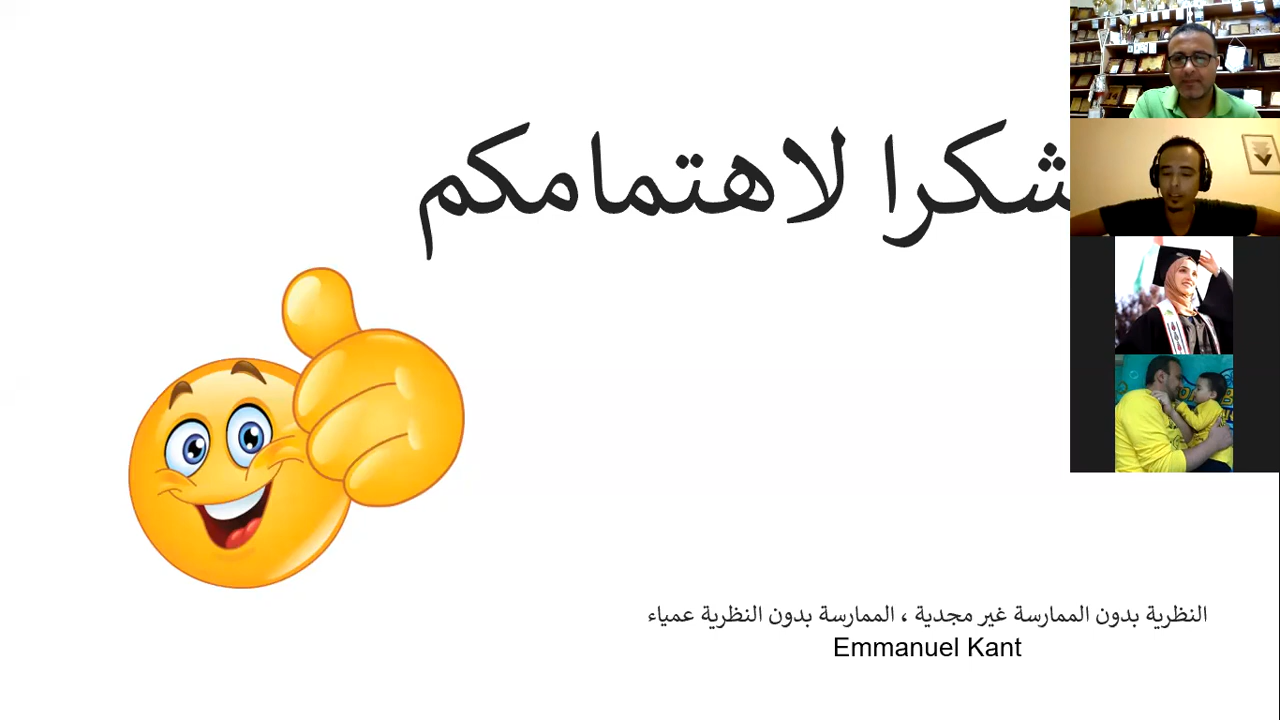 شكرا لاهتمامكم
النظرية بدون الممارسة غير مجدية ، الممارسة بدون النظرية عمياء
Emmanuel Kant